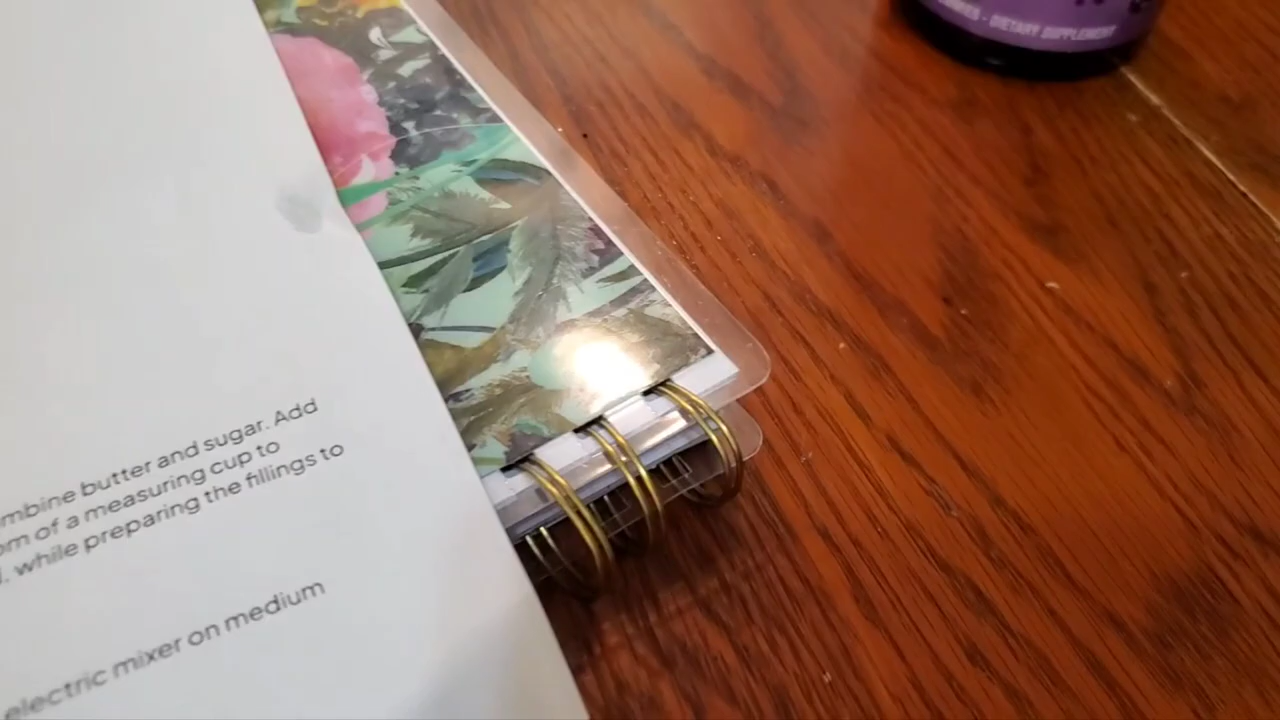 DIETARY SUPPLEMENT
mbine butter and sugar. Add
om of a measuring cup to
, while preparing the fillings to
electric mixer on medium